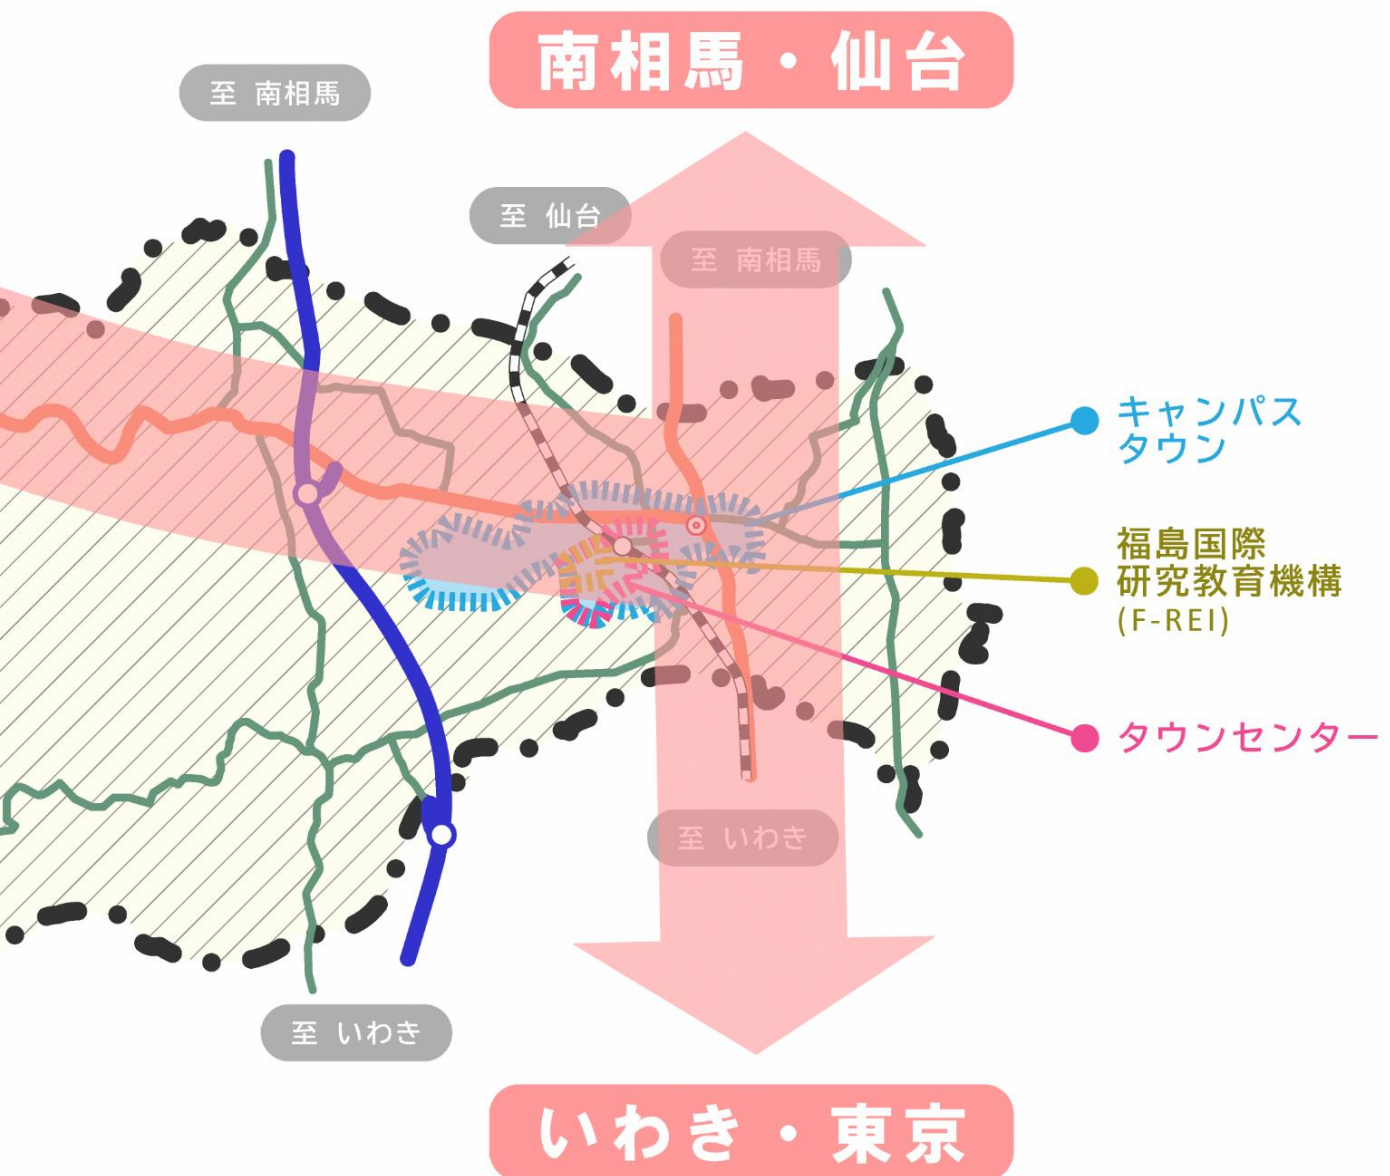 南相馬・仙台
至 南相馬
至 仙台
至 南相馬
キャンパス
タウン
福島国際
研究教育機構
(F-REI)
タウンセンター
至 いわき
至 いわき
いわき・東京